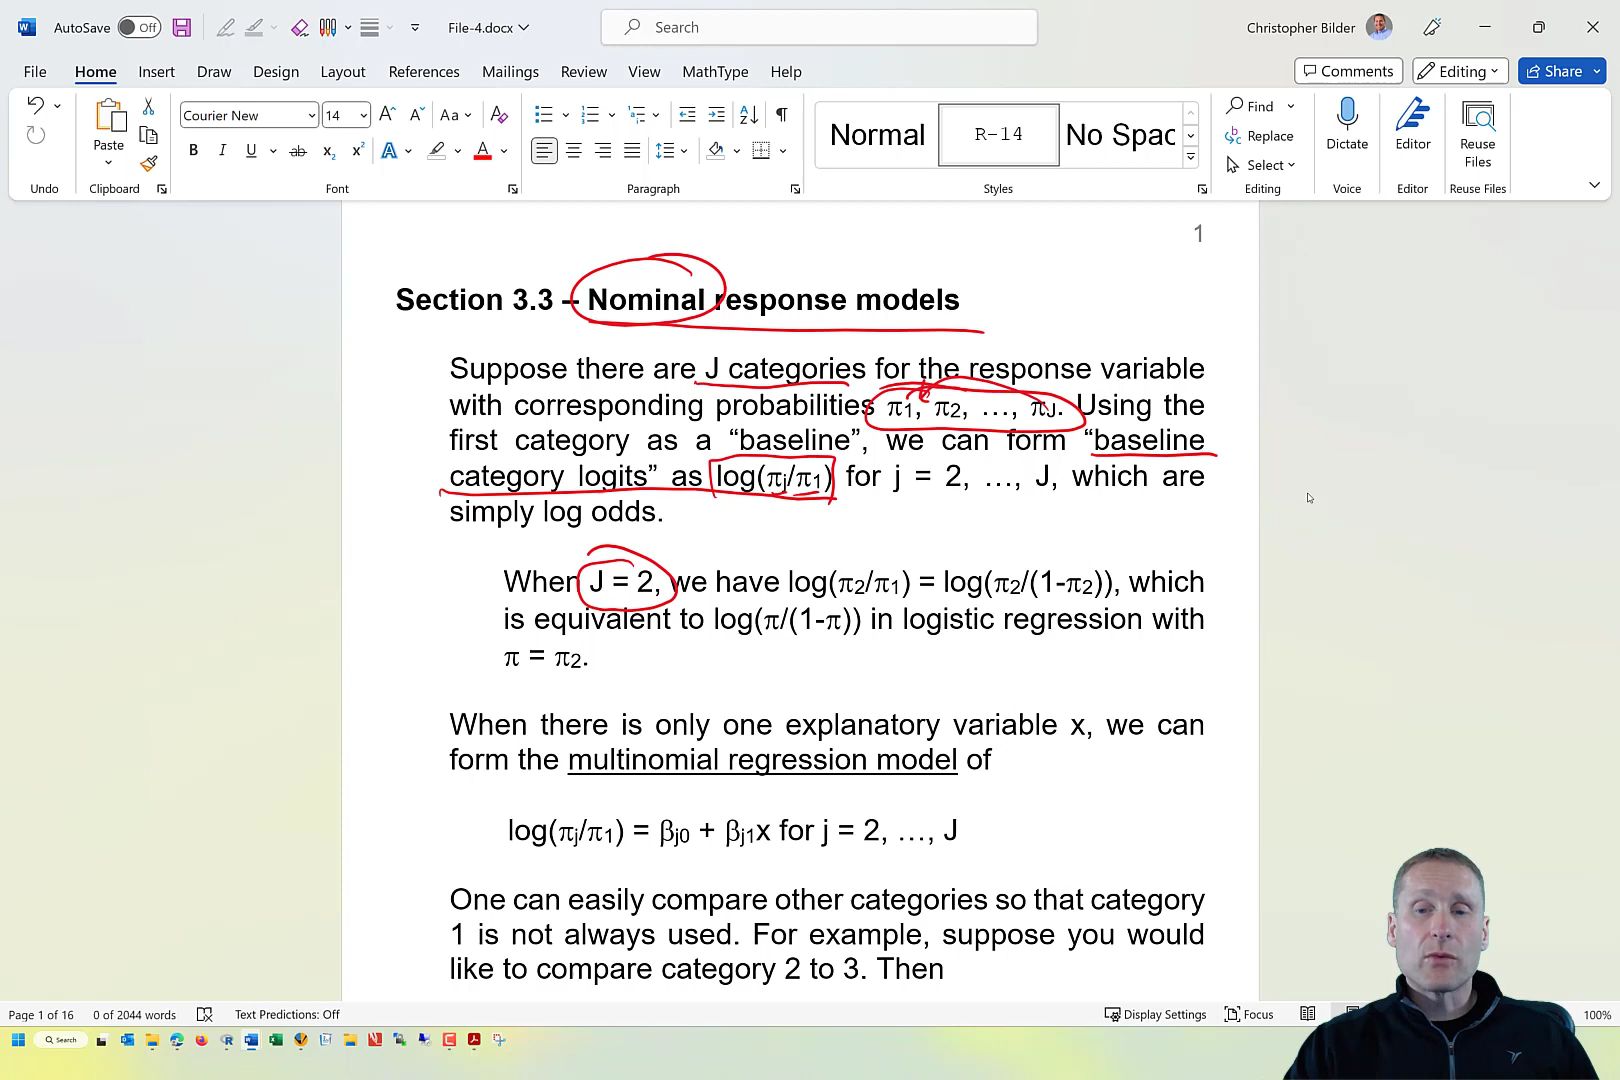 AutoSave Off File-4.docx Search Christopher Bilder
File Home Insert Draw Design Layout References Mailings Review View MathType Help Comments Editing Share
Courier New 14 Aa Normal R-14 No Spac Find
Paste Replace Dictate Editor Reuse Files
B I U ab x₂ x² A A Select
Undo Clipboard Font Paragraph Styles Editing Voice Editor Reuse Files
1
Section 3.3 – Nominal response models
Suppose there are J categories for the response variable
with corresponding probabilities π₁, π₂, …, πJ. Using the
first category as a “baseline”, we can form “baseline
category logits” as log(πj/π₁) for j = 2, …, J, which are
simply log odds.
When J = 2, we have log(π₂/π₁) = log(π₂/(1-π₂)), which
is equivalent to log(π/(1-π)) in logistic regression with
π = π₂.
When there is only one explanatory variable x, we can
form the multinomial regression model of
log(πj/π₁) = βj0 + βj1x for j = 2, …, J
One can easily compare other categories so that category
1 is not always used. For example, suppose you would
like to compare category 2 to 3. Then
Page 1 of 16 0 of 2044 words Text Predictions: Off Display Settings Focus 100%
Search